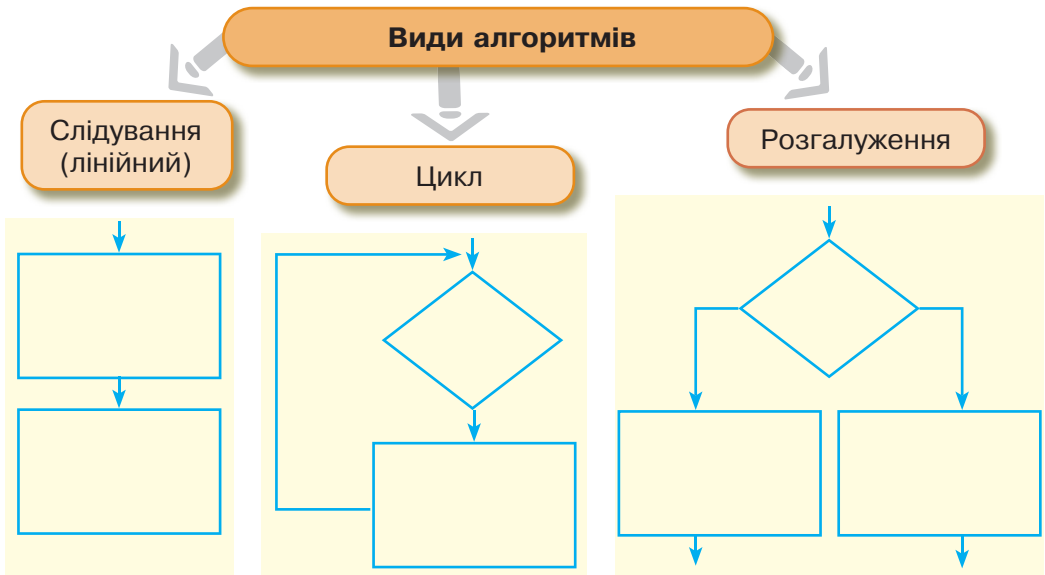 Види алгоритмів
Слідування
(лінійний)
Цикл
Розгалуження